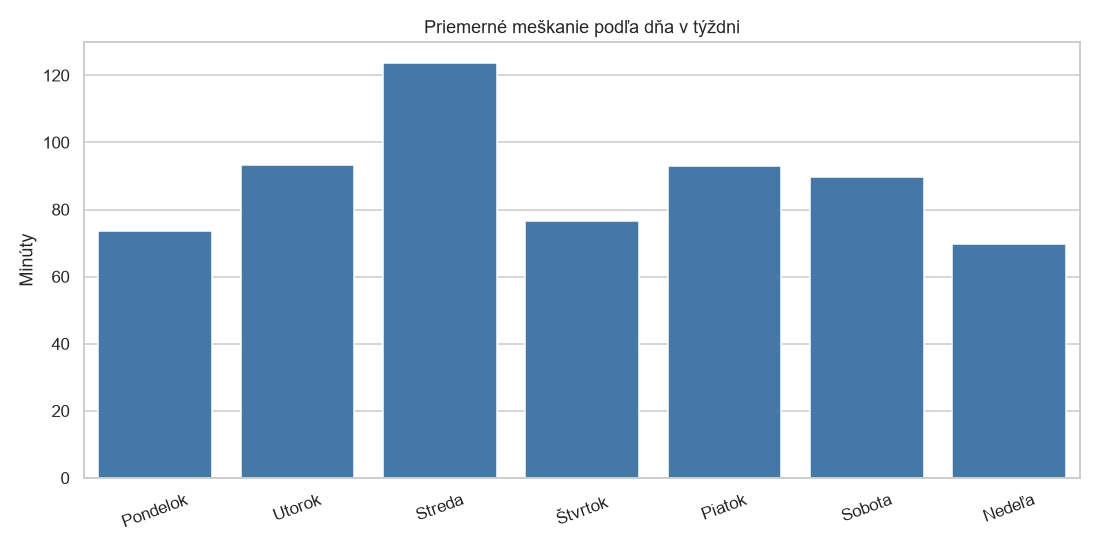 Priemerné meškanie podľa dňa v týždni
Minúty
120
100
80
60
40
20
0
Pondelok
Utorok
Streda
Štvrtok
Piatok
Sobota
Nedeľa